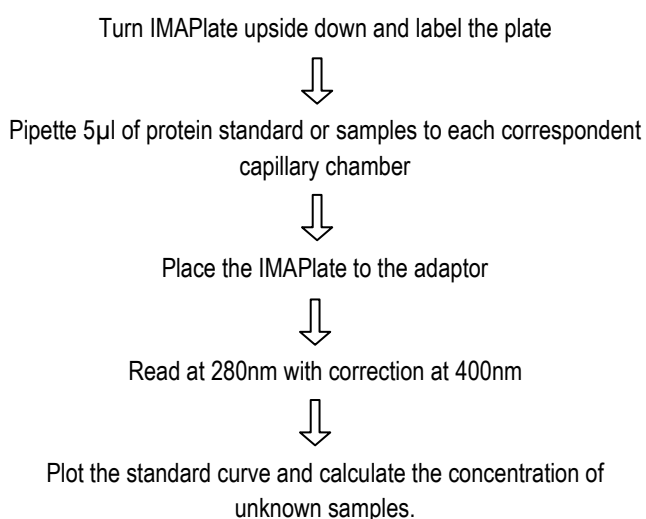 Turn IMAPlate upside down and label the plate
Pipette 5µl of protein standard or samples to each correspondent
capillary chamber
Place the IMAPlate to the adaptor
Read at 280nm with correction at 400nm
Plot the standard curve and calculate the concentration of
unknown samples.